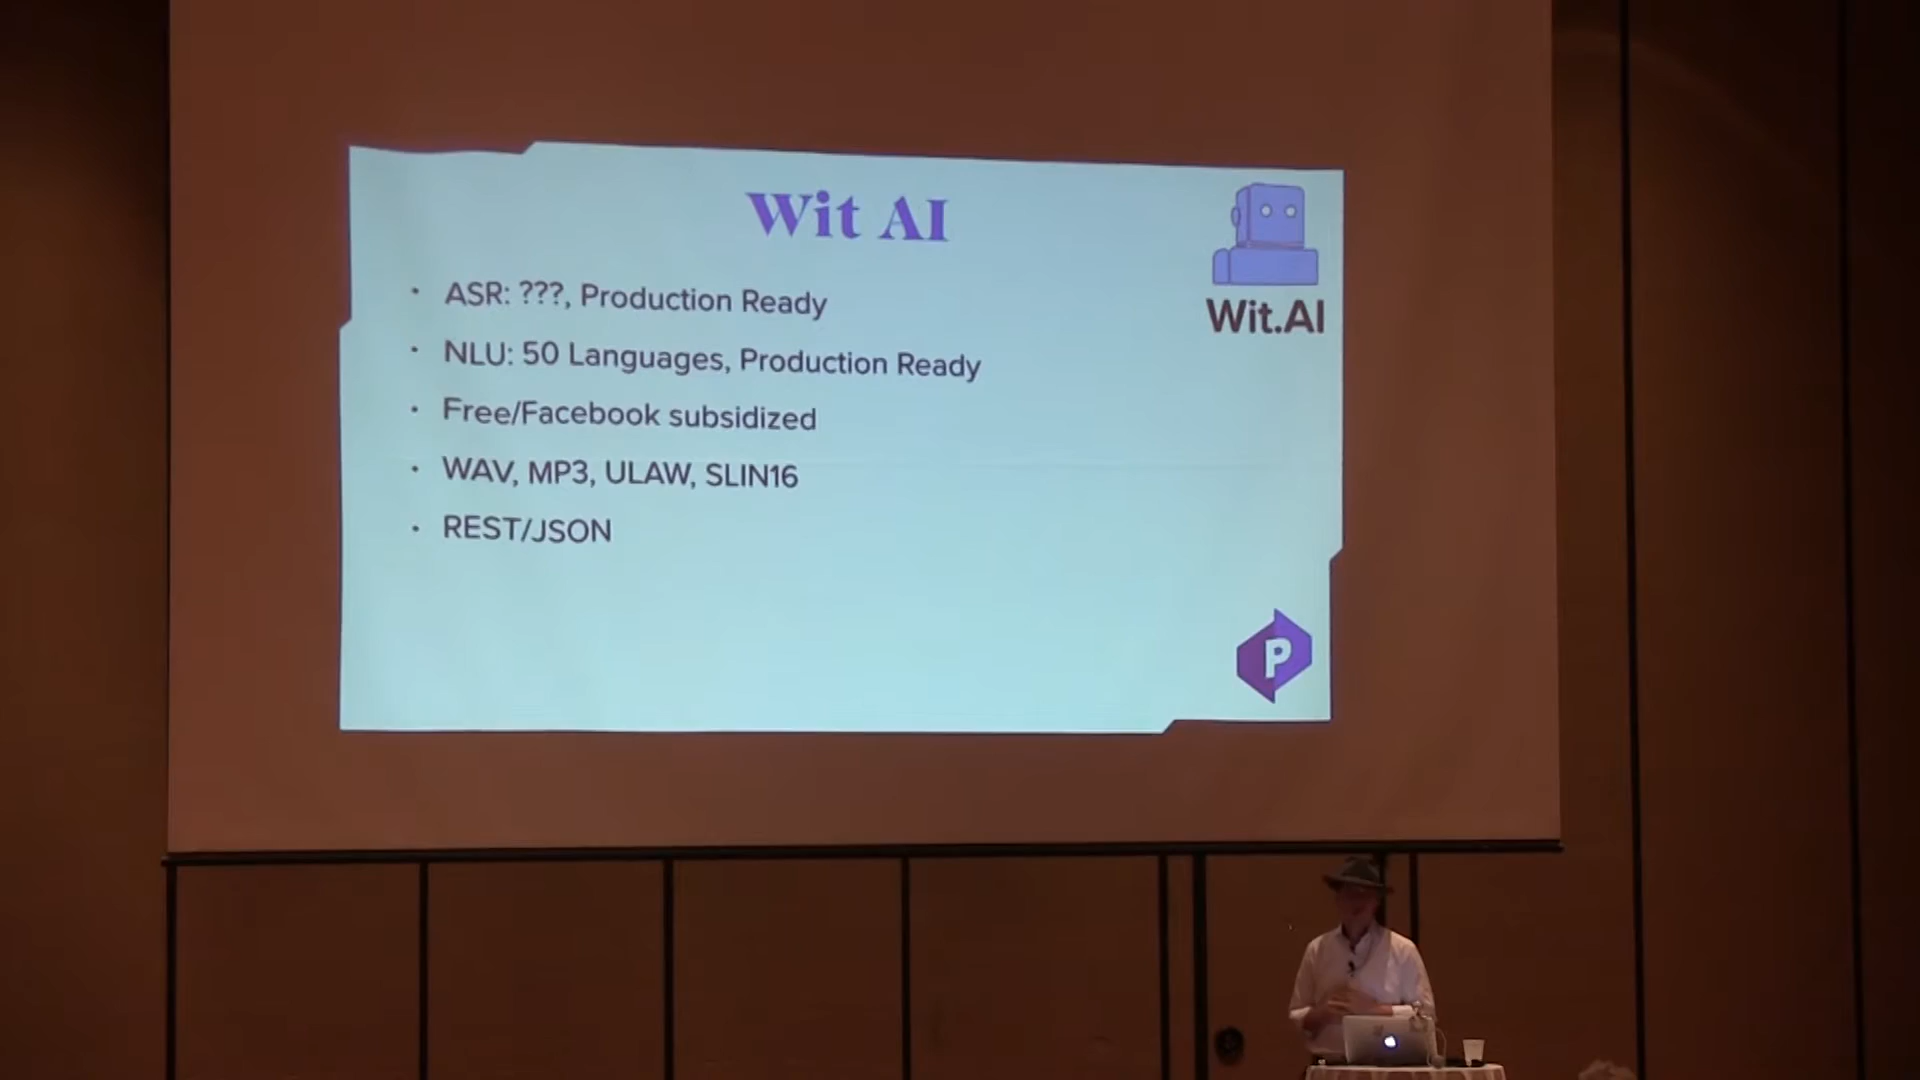 Wit AI
Wit.AI
• ASR: ???, Production Ready
• NLU: 50 Languages, Production Ready
• Free/Facebook subsidized
• WAV, MP3, ULAW, SLIN16
• REST/JSON
P